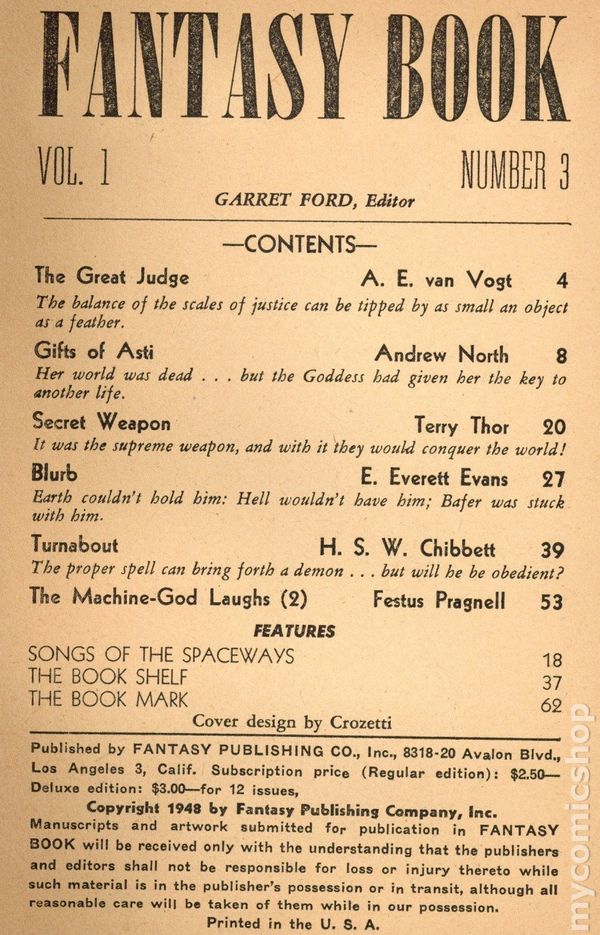 FANTASY BOOK
VOL. 1 NUMBER 3
GARRET FORD, Editor
—CONTENTS—
The Great Judge A. E. van Vogt 4
The balance of the scales of justice can be tipped by as small an object
as a feather.
Gifts of Asti Andrew North 8
Her world was dead . . . but the Goddess had given her the key to
another life.
Secret Weapon Terry Thor 20
It was the supreme weapon, and with it they would conquer the world!
Blurb E. Everett Evans 27
Earth couldn't hold him: Hell wouldn't have him; Bafer was stuck
with him.
Turnabout H. S. W. Chibbett 39
The proper spell can bring forth a demon . . . but will he be obedient?
The Machine-God Laughs (2) Festus Pragnell 53
FEATURES
SONGS OF THE SPACEWAYS 18
THE BOOK SHELF 37
THE BOOK MARK 62
Cover design by Crozetti
Published by FANTASY PUBLISHING CO., Inc., 8318-20 Avalon Blvd.,
Los Angeles 3, Calif. Subscription price (Regular edition): $2.50—
Deluxe edition: $3.00—for 12 issues,
Copyright 1948 by Fantasy Publishing Company, Inc.
Manuscripts and artwork submitted for publication in FANTASY
BOOK will be received only with the understanding that the publishers
and editors shall not be responsible for loss or injury thereto while
such material is in the publisher's possession or in transit, although all
reasonable care will be taken of them while in our possession.
Printed in the U. S. A.
mycomicshop